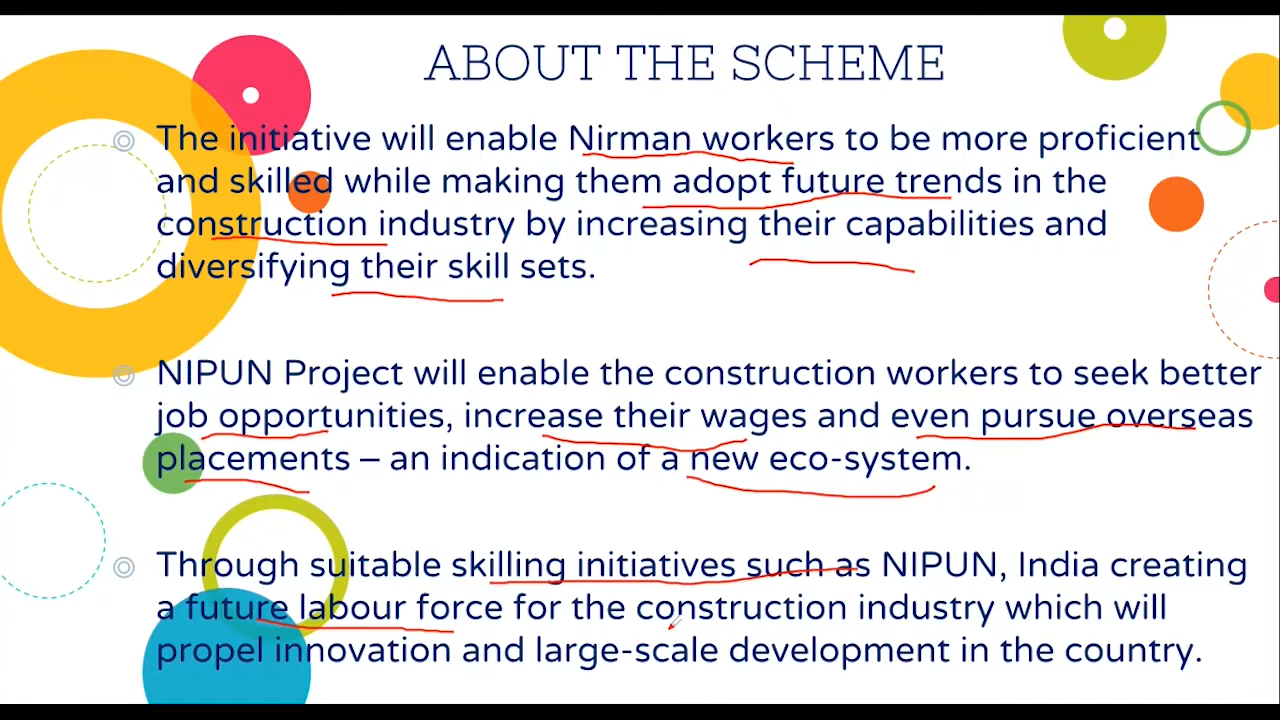 ABOUT THE SCHEME
The initiative will enable Nirman workers to be more proficient
and skilled while making them adopt future trends in the
construction industry by increasing their capabilities and
diversifying their skill sets.
NIPUN Project will enable the construction workers to seek better
job opportunities, increase their wages and even pursue overseas
placements – an indication of a new eco-system.
Through suitable skilling initiatives such as NIPUN, India creating
a future labour force for the construction industry which will
propel innovation and large-scale development in the country.